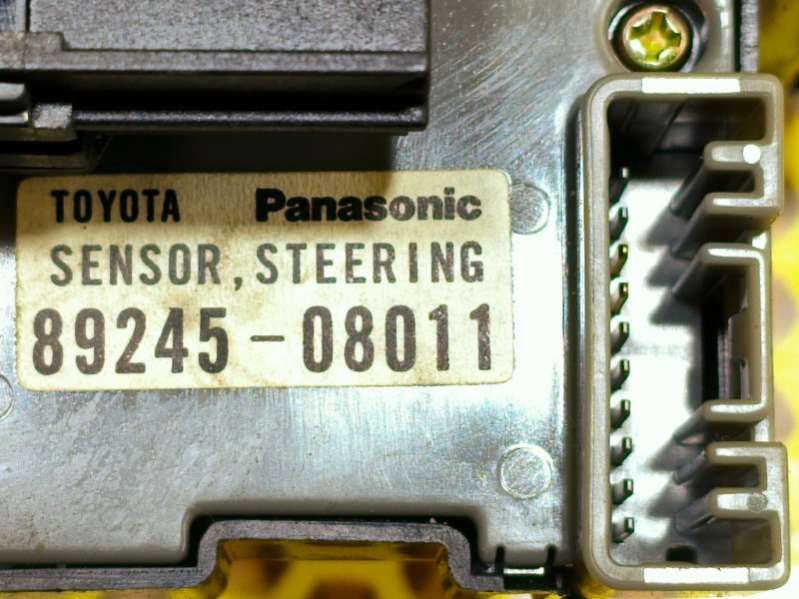 TOYOTA Panasonic
SENSOR, STEERING
89245-08011